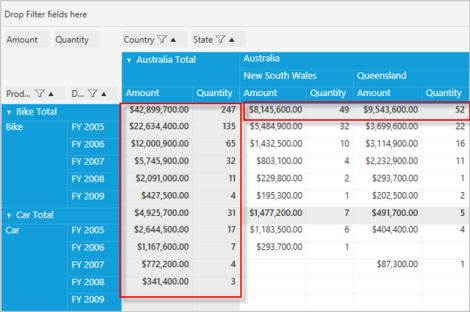 Drop Filter fields here
Amount Quantity Country State
Australia Total Australia
New South Wales Queensland
Prod... D... Amount Quantity Amount Quantity Amount Quantity
Bike Total $42,899,700.00 247 $8,145,600.00 49 $9,543,600.00 52
Bike FY 2005 $22,634,400.00 135 $5,484,900.00 32 $3,699,600.00 22
FY 2006 $12,000,900.00 65 $1,432,500.00 10 $3,114,900.00 16
FY 2007 $5,745,900.00 32 $803,100.00 4 $2,232,900.00 11
FY 2008 $2,091,000.00 11 $229,800.00 2 $293,700.00 1
FY 2009 $427,500.00 4 $195,300.00 1 $202,500.00 2
Car Total $4,925,700.00 31 $1,477,200.00 7 $491,700.00 5
Car FY 2005 $2,644,500.00 17 $1,183,500.00 6 $404,400.00 4
FY 2006 $1,167,600.00 7 $293,700.00 1
FY 2007 $772,200.00 4 $87,300.00 1
FY 2008 $341,400.00 3
FY 2009